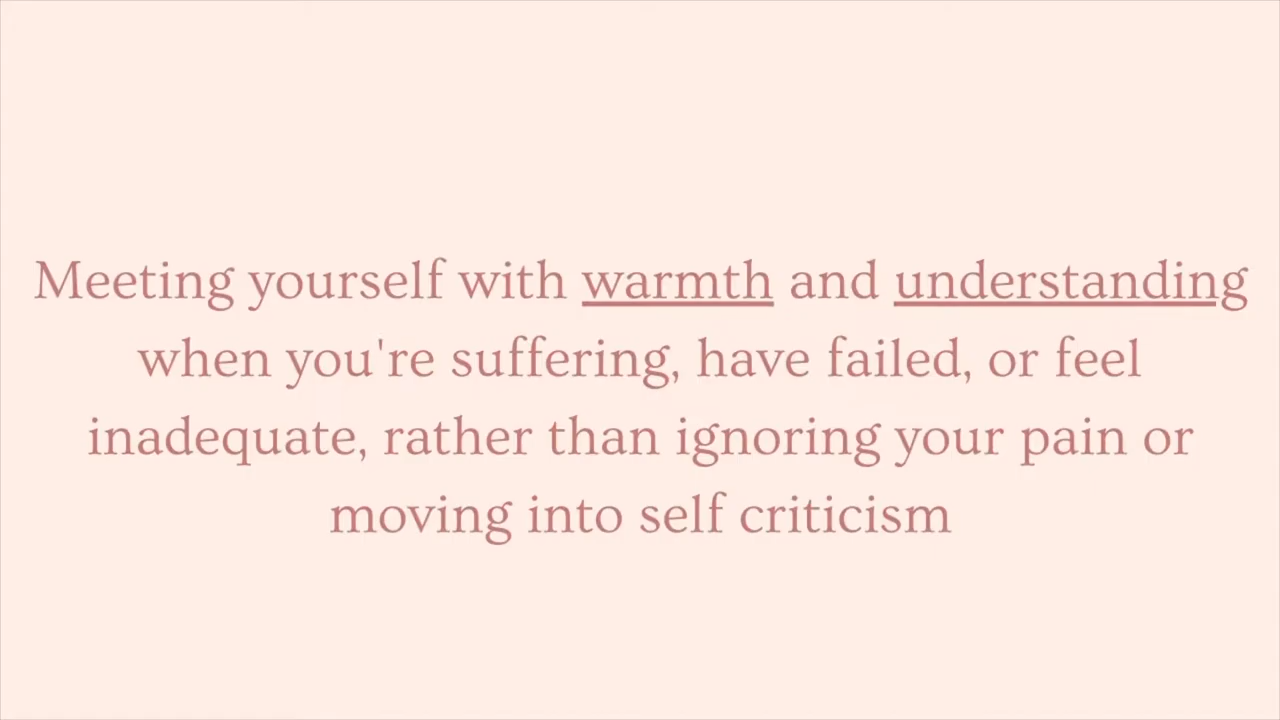 Meeting yourself with warmth and understanding
when you're suffering, have failed, or feel
inadequate, rather than ignoring your pain or
moving into self criticism